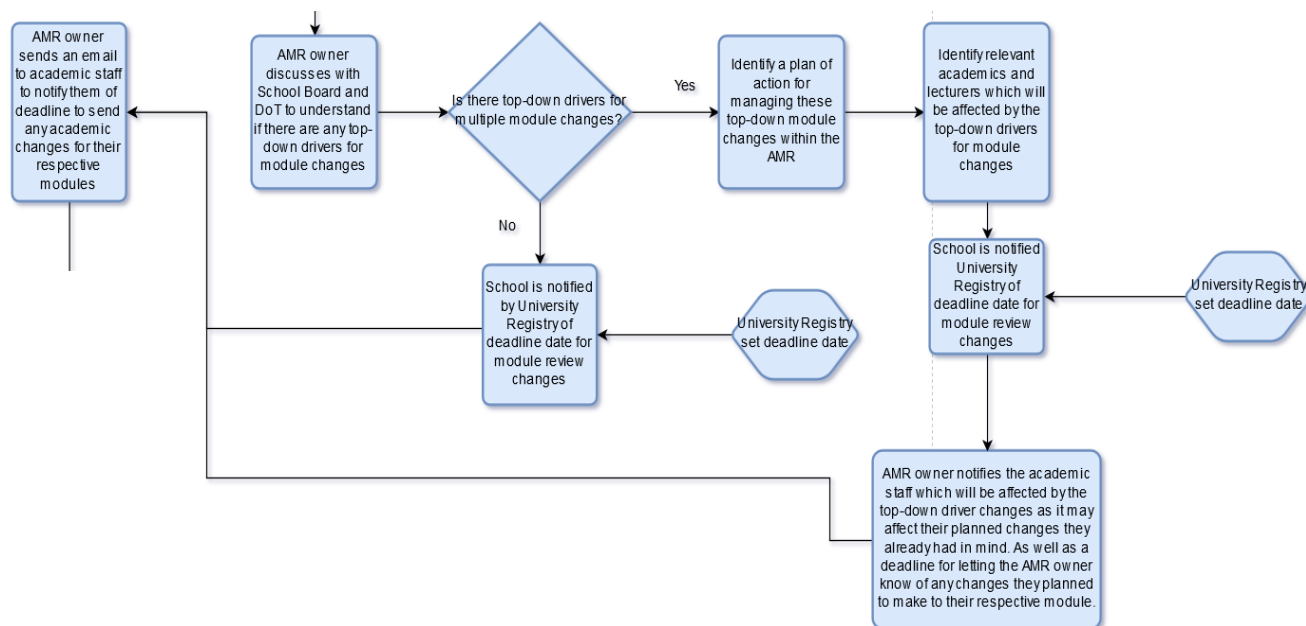 AMR owner
sends an email
to academic staff
to notify them of
deadline to send
any academic
changes for their
respective
modules
AMR owner
discusses with
School Board and
DoT to understand
if there are any top-
down drivers for
module changes
Is there top-down drivers for
multiple module changes?
Yes
No
Identify a plan of
action for
managing these
top-down module
changes within the
AMR
Identify relevant
academics and
lecturers which will
be affected by the
top-down drivers
for module
changes
School is notified
by University
Registry of
deadline date for
module review
changes
University Registry
set deadline date
School is notified
University
Registry of
deadline date for
module review
changes
University Registry
set deadline date
AMR owner notifies the academic
staff which will be affected by the
top-down driver changes as it may
affect their planned changes they
already had in mind. As well as a
deadline for letting the AMR owner
know of any changes they planned
to make to their respective module.